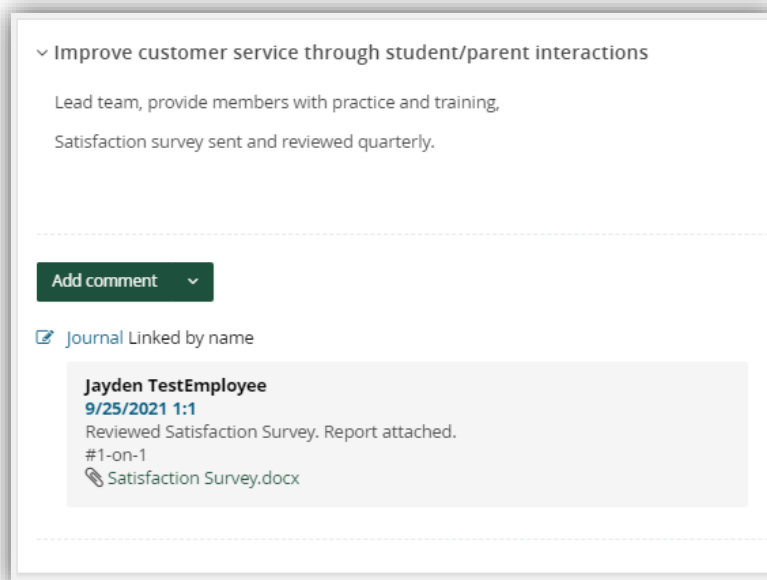 Improve customer service through student/parent interactions
Lead team, provide members with practice and training,
Satisfaction survey sent and reviewed quarterly.
Add comment
Journal Linked by name
Jayden TestEmployee
9/25/2021 1:1
Reviewed Satisfaction Survey. Report attached.
#1-on-1
Satisfaction Survey.docx